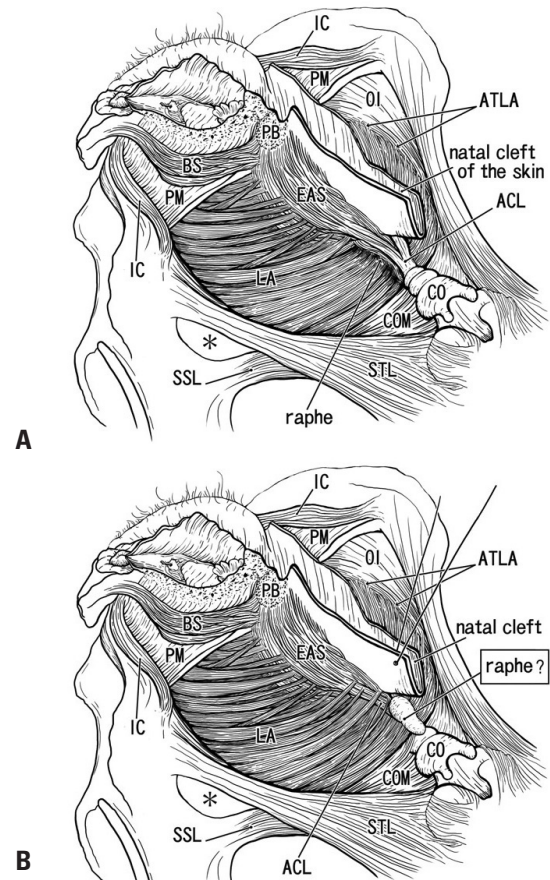 IC
PM
OI
ATLA
PB
natal cleft
of the skin
BS
EAS
ACL
PM
IC
LA
CO
COM
*
SSL
STL
raphe
A
IC
PM
OI
ATLA
PB
BS
natal cleft
EAS
PM
raphe?
IC
LA
CO
COM
*
SSL
STL
ACL
B